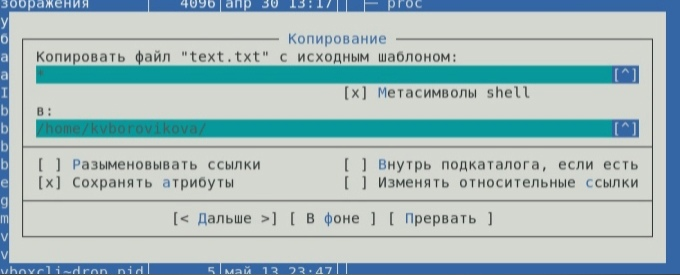 зображения 4096 апр 30 13:17 ├─ proc
Копирование
Копировать файл "text.txt" с исходным шаблоном:
* [^]
[x] Метасимволы shell
в:
/home/kvborovikova/ [^]
[ ] Разыменовывать ссылки [ ] Внутрь подкаталога, если есть
[x] Сохранять атрибуты [ ] Изменять относительные ссылки
[< Дальше >] [ В фоне ] [ Прервать ]
vboxcli~drop.pid 5 май 13 23:47